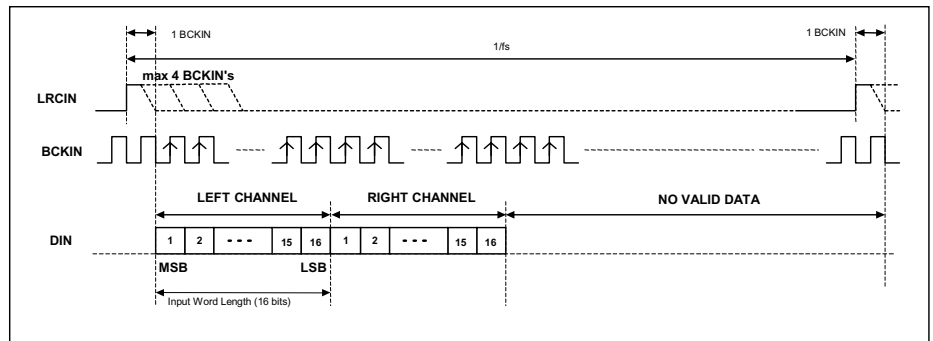 1 BCKIN
1 BCKIN
1/fs
max 4 BCKIN's
LRCIN
BCKIN
LEFT CHANNEL RIGHT CHANNEL NO VALID DATA
DIN 1 2 - - - 15 16 1 2 - - - 15 16
MSB LSB
Input Word Length (16 bits)